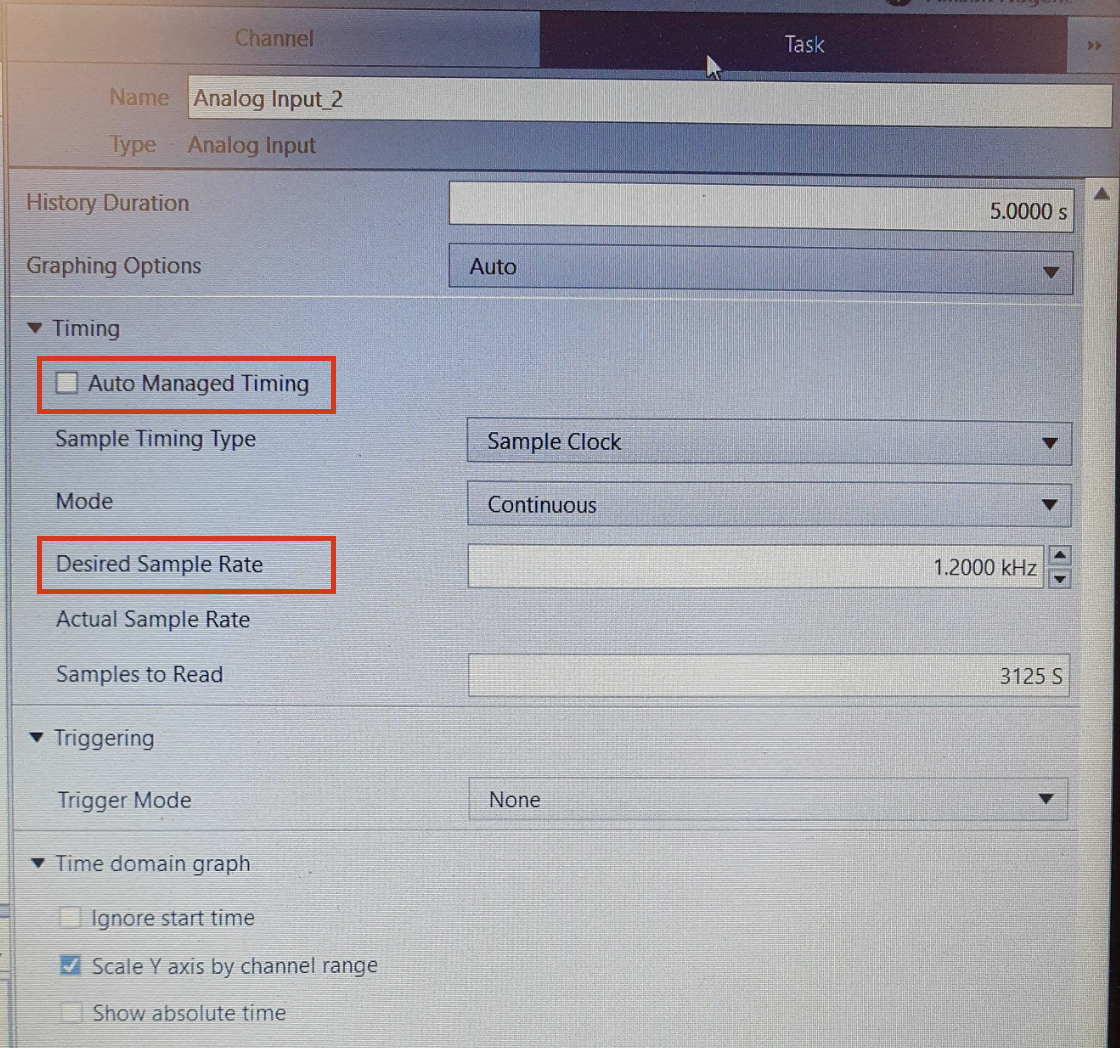 Channel Task »
Name Analog Input_2
Type Analog Input
History Duration 5.0000 s
Graphing Options Auto
Timing
Auto Managed Timing
Sample Timing Type Sample Clock
Mode Continuous
Desired Sample Rate 1.2000 kHz
Actual Sample Rate
Samples to Read 3125 S
Triggering
Trigger Mode None
Time domain graph
Ignore start time
Scale Y axis by channel range
Show absolute time